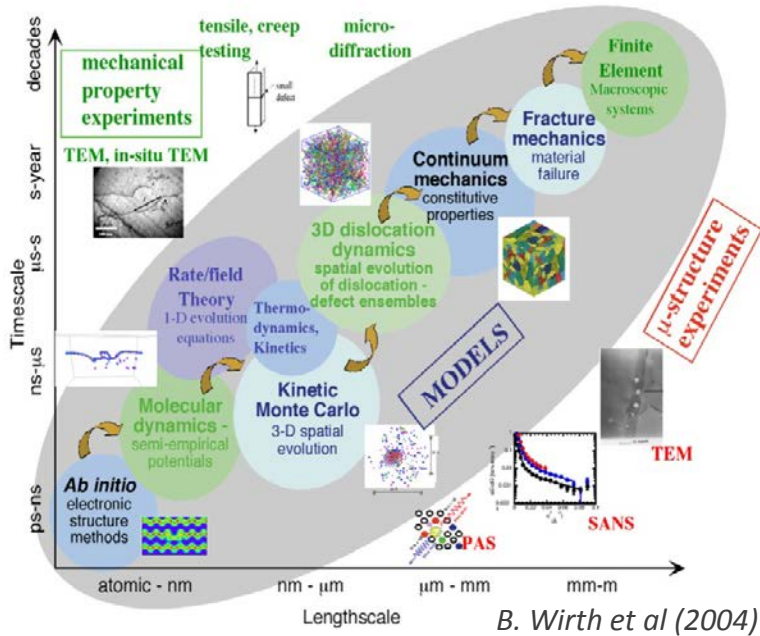 tensile, creep
testing
micro-
diffraction
small
defect
mechanical
property
experiments
TEM, in-situ TEM
Finite
Element
Macroscopic
systems
Fracture
mechanics
material
failure
Continuum
mechanics
constitutive
properties
3D dislocation
dynamics
spatial evolution
of dislocation -
defect ensembles
Rate/field
Theory
1-D evolution
equations
Thermo-
dynamics,
Kinetics
Kinetic
Monte Carlo
3-D spatial
evolution
Molecular
dynamics -
semi-empirical
potentials
Ab initio
electronic
structure
methods
MODELS
μ-structure
experiments
TEM
SANS
PAS
Timescale
decades
s-year
μs-s
ns-μs
ps-ns
atomic - nm
nm - μm
μm - mm
mm-m
Lengthscale
B. Wirth et al (2004)